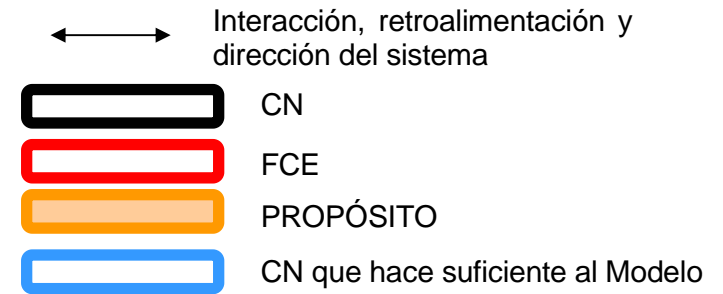 Interacción, retroalimentación y
dirección del sistema
CN
FCE
PROPÓSITO
CN que hace suficiente al Modelo